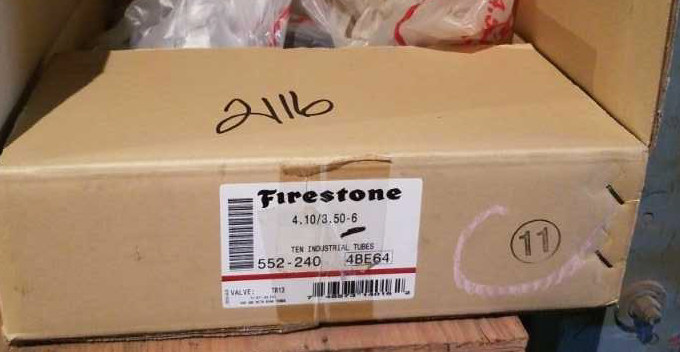 2116
Firestone
4.10/3.50-6
TEN INDUSTRIAL TUBES
552-240 4BE64
VALVE: TR13
11